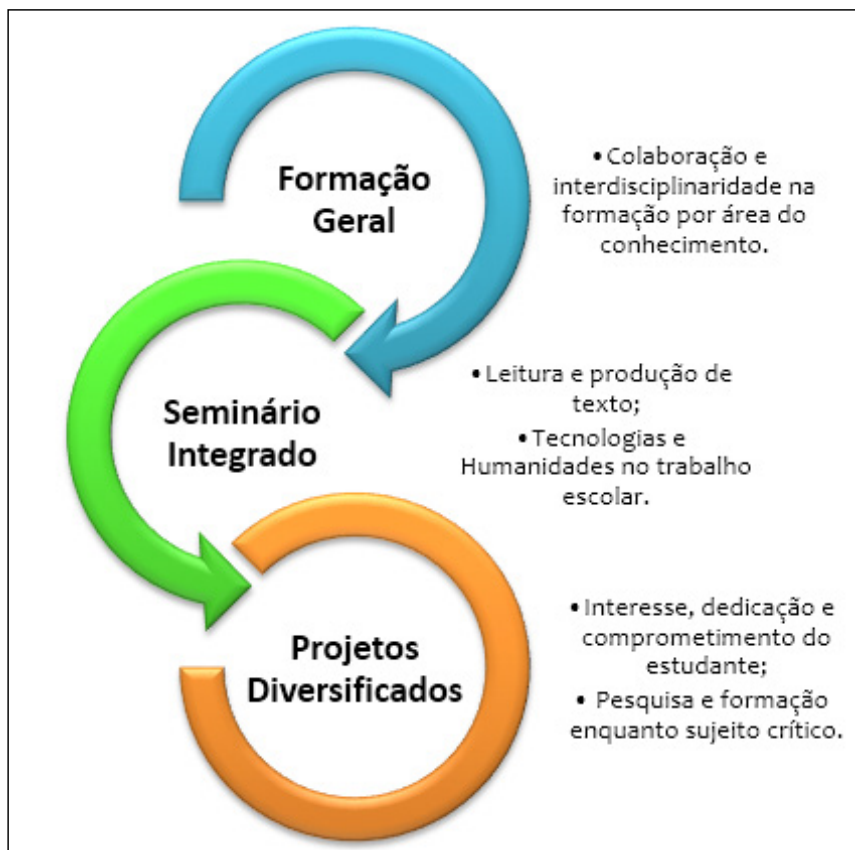 Formação
Geral
• Colaboração e
interdisciplinaridade na
formação por área do
conhecimento.
Seminário
Integrado
• Leitura e produção de
texto;
• Tecnologias e
Humanidades no trabalho
escolar.
Projetos
Diversificados
• Interesse, dedicação e
comprometimento do
estudante;
• Pesquisa e formação
enquanto sujeito crítico.